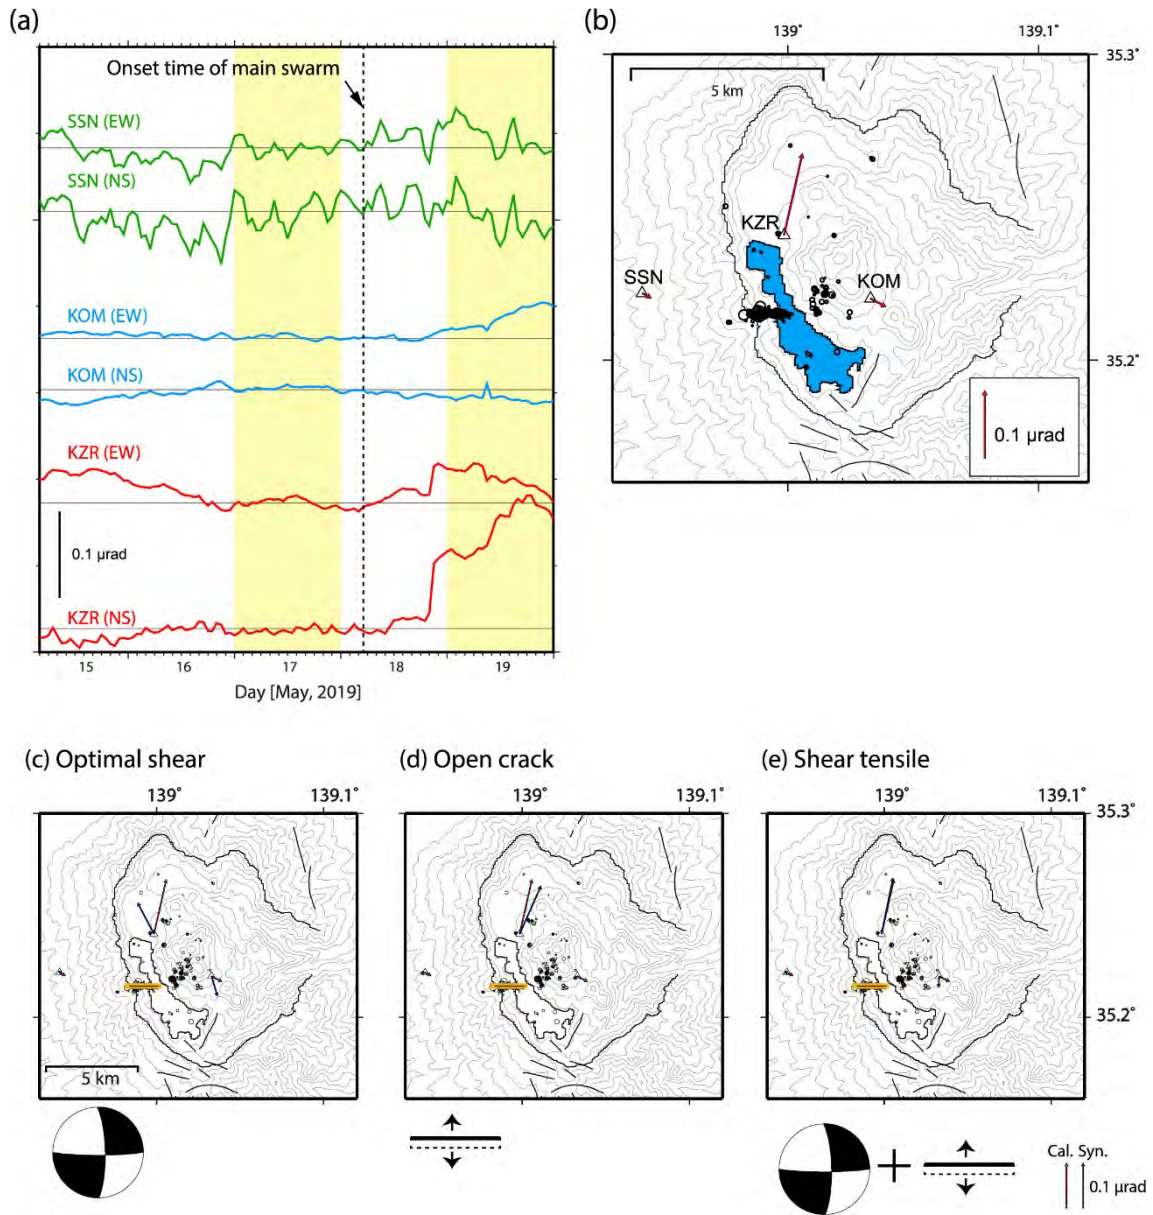 (a)
Onset time of main swarm
SSN (EW)
SSN (NS)
KOM (EW)
KOM (NS)
KZR (EW)
0.1 μrad
KZR (NS)
15 16 17 18 19
Day [May, 2019]
(b)
139° 139.1°
35.3°
5 km
KZR
SSN
KOM
35.2°
0.1 μrad
(c) Optimal shear
139° 139.1°
5 km
(d) Open crack
139° 139.1°
(e) Shear tensile
139° 139.1°
35.3°
35.2°
Cal. Syn.
0.1 μrad